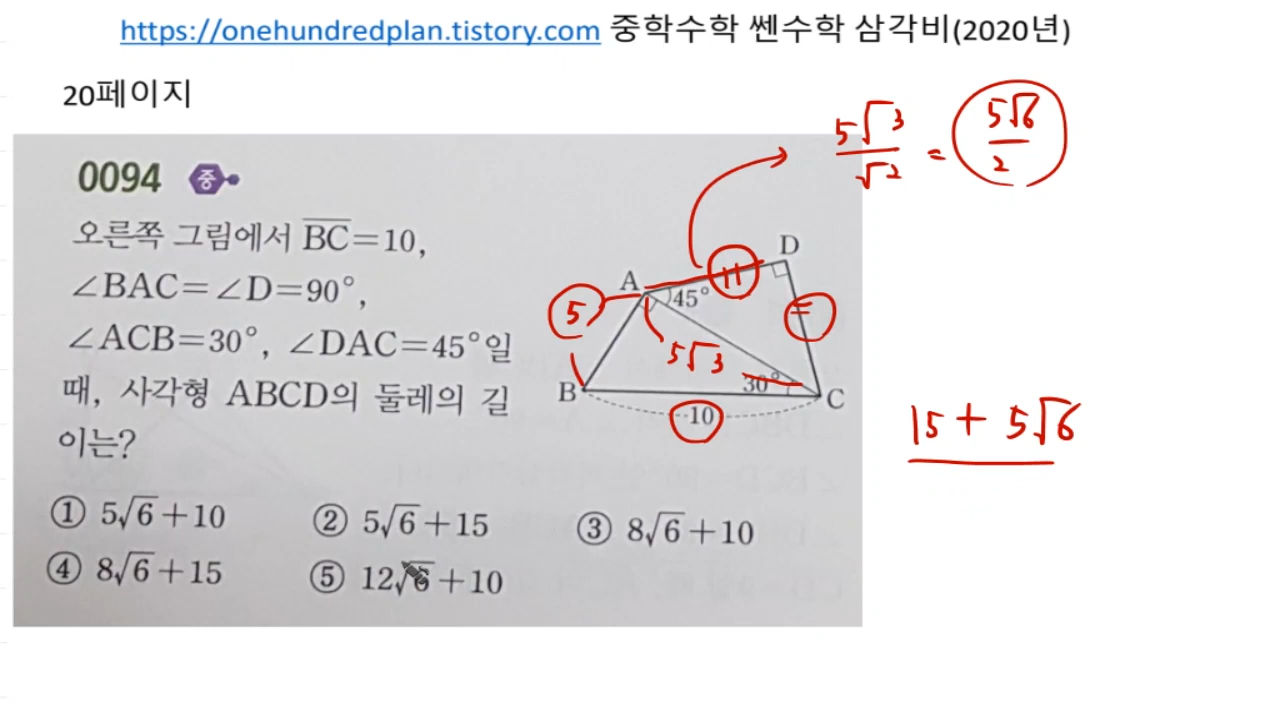 https://onehundredplan.tistory.com 중학수학 쎈수학 삼각비(2020년)
20페이지
0094 중
오른쪽 그림에서 BC=10,
∠BAC=∠D=90°,
∠ACB=30°, ∠DAC=45°일
때, 사각형 ABCD의 둘레의 길
이는?
① 5√6+10 ② 5√6+15 ③ 8√6+10
④ 8√6+15 ⑤ 12√6+10
D
A
45°
5
5√3
30°
B
C
10
5√3/√2 = 5√6/2
15 + 5√6